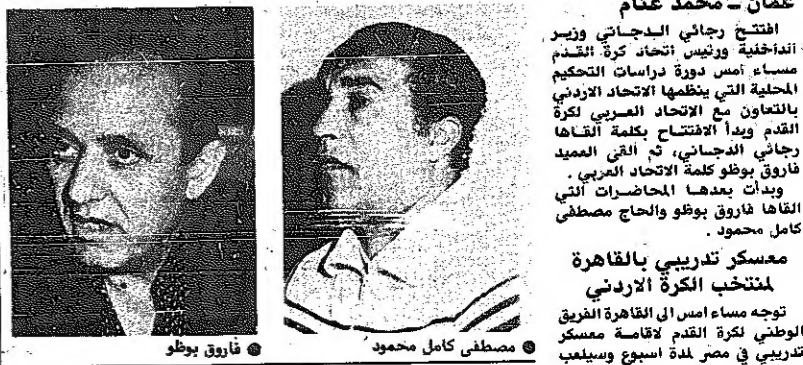 عمان - محمد غنام
افتتح رجائي الدجاني وزير
الداخلية ورئيس اتحاد كرة القدم
مساء أمس دورة دراسات التحكيم
المحلية التي ينظمها الاتحاد الاردني
بالتعاون مع الاتحاد العربي لكرة
القدم وبدأ الافتتاح بكلمة القاها
رجائي الدجاني، ثم ألقى العميد
فاروق بوظو كلمة الاتحاد العربي .
وبدأت بعدها المحاضرات التي
القاها فاروق بوظو والحاج مصطفى
كامل محمود .
معسكر تدريبي بالقاهرة
لمنتخب الكرة الاردني
توجه مساء امس الى القاهرة الفريق
الوطني لكرة القدم لاقامة معسكر
تدريبي في مصر لمدة اسبوع وسيلعب
مصطفى كامل محمود
فاروق بوظو